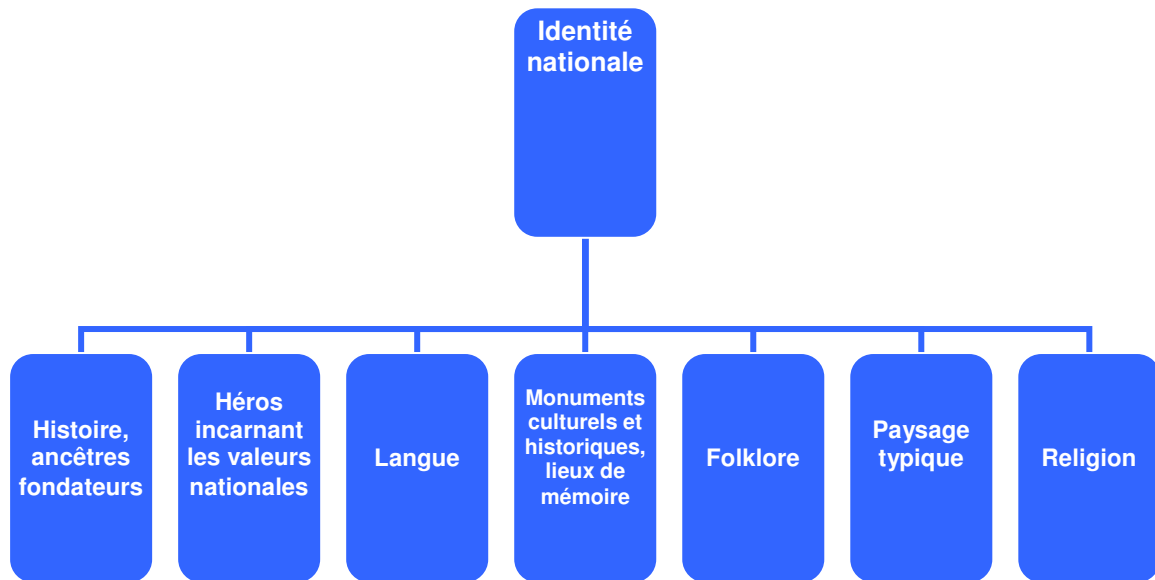 Identité
nationale
Histoire,
ancêtres
fondateurs
Héros
incarnant
les valeurs
nationales
Langue
Monuments
culturels et
historiques,
lieux de
mémoire
Folklore
Paysage
typique
Religion